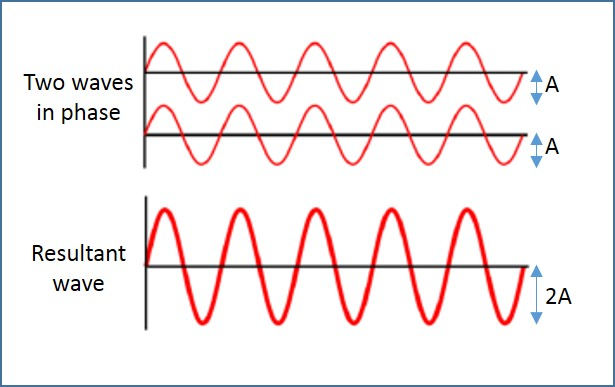 Two waves
in phase
A
A
Resultant
wave
2A